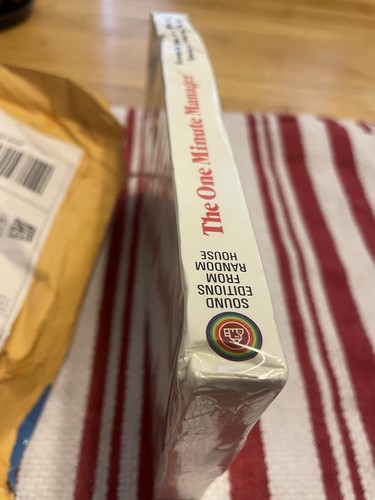 The One Minute Manager
SOUND
EDITIONS
FROM
RANDOM
HOUSE